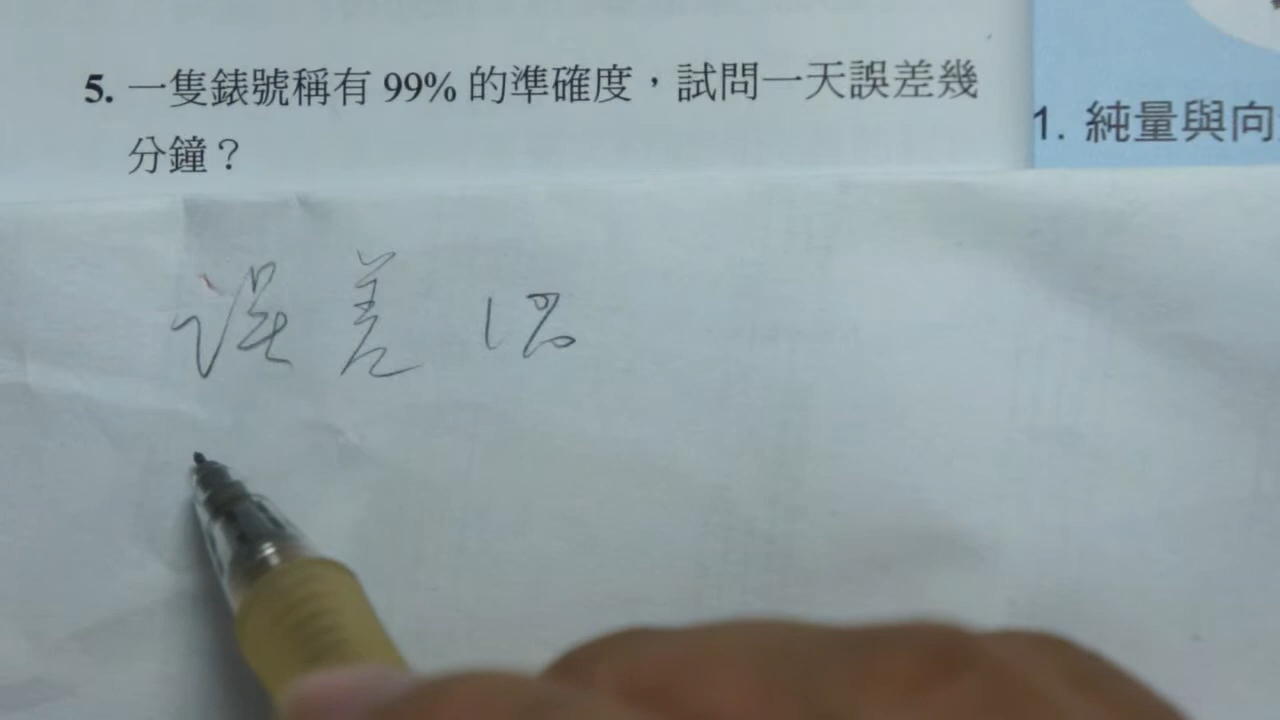 5. 一隻錶號稱有 99% 的準確度，試問一天誤差幾
分鐘？
1. 純量與向
誤差 1%